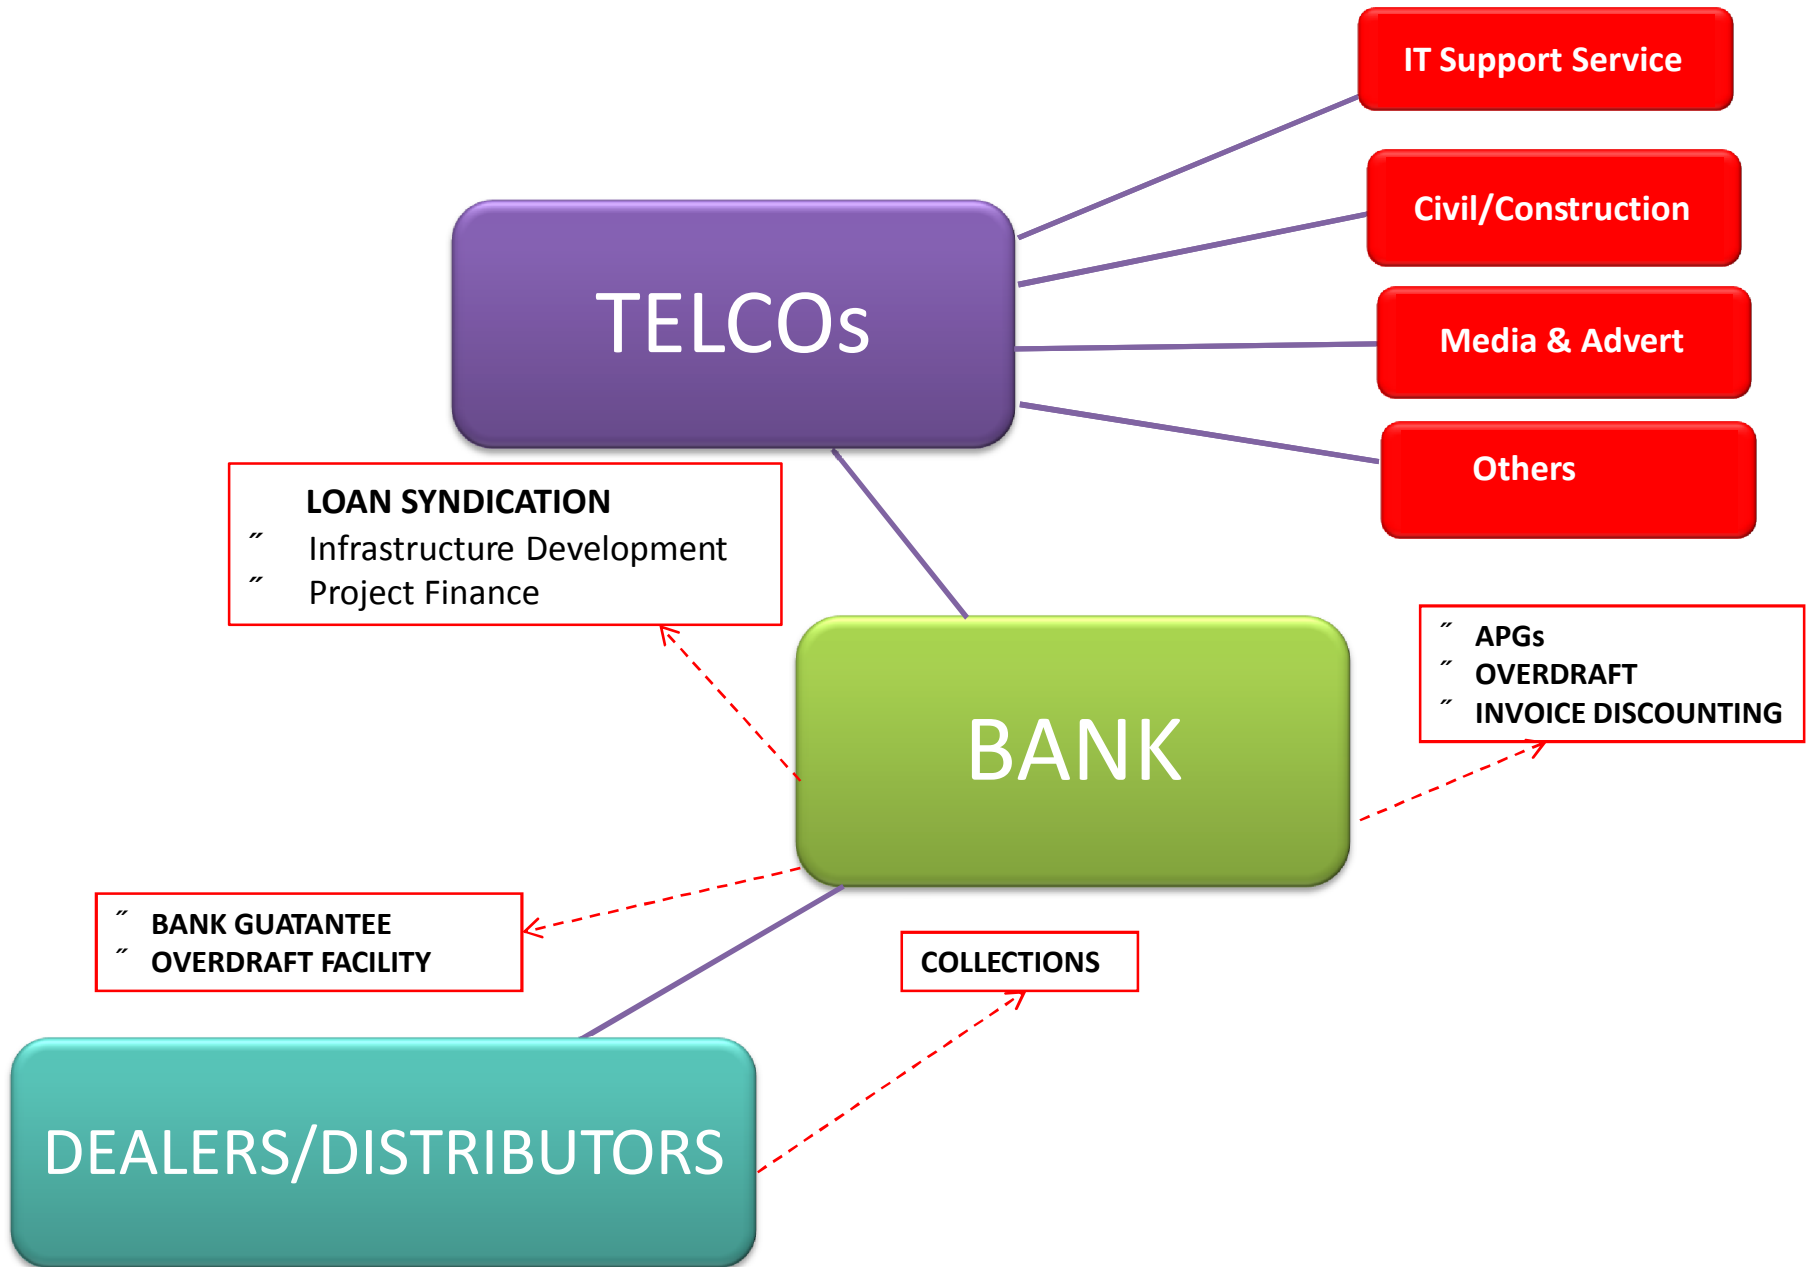 IT Support Service
Civil/Construction
TELCOs
Media & Advert
Others
LOAN SYNDICATION
˝ Infrastructure Development
˝ Project Finance
˝ APGs
˝ OVERDRAFT
˝ INVOICE DISCOUNTING
BANK
˝ BANK GUATANTEE
˝ OVERDRAFT FACILITY
COLLECTIONS
DEALERS/DISTRIBUTORS